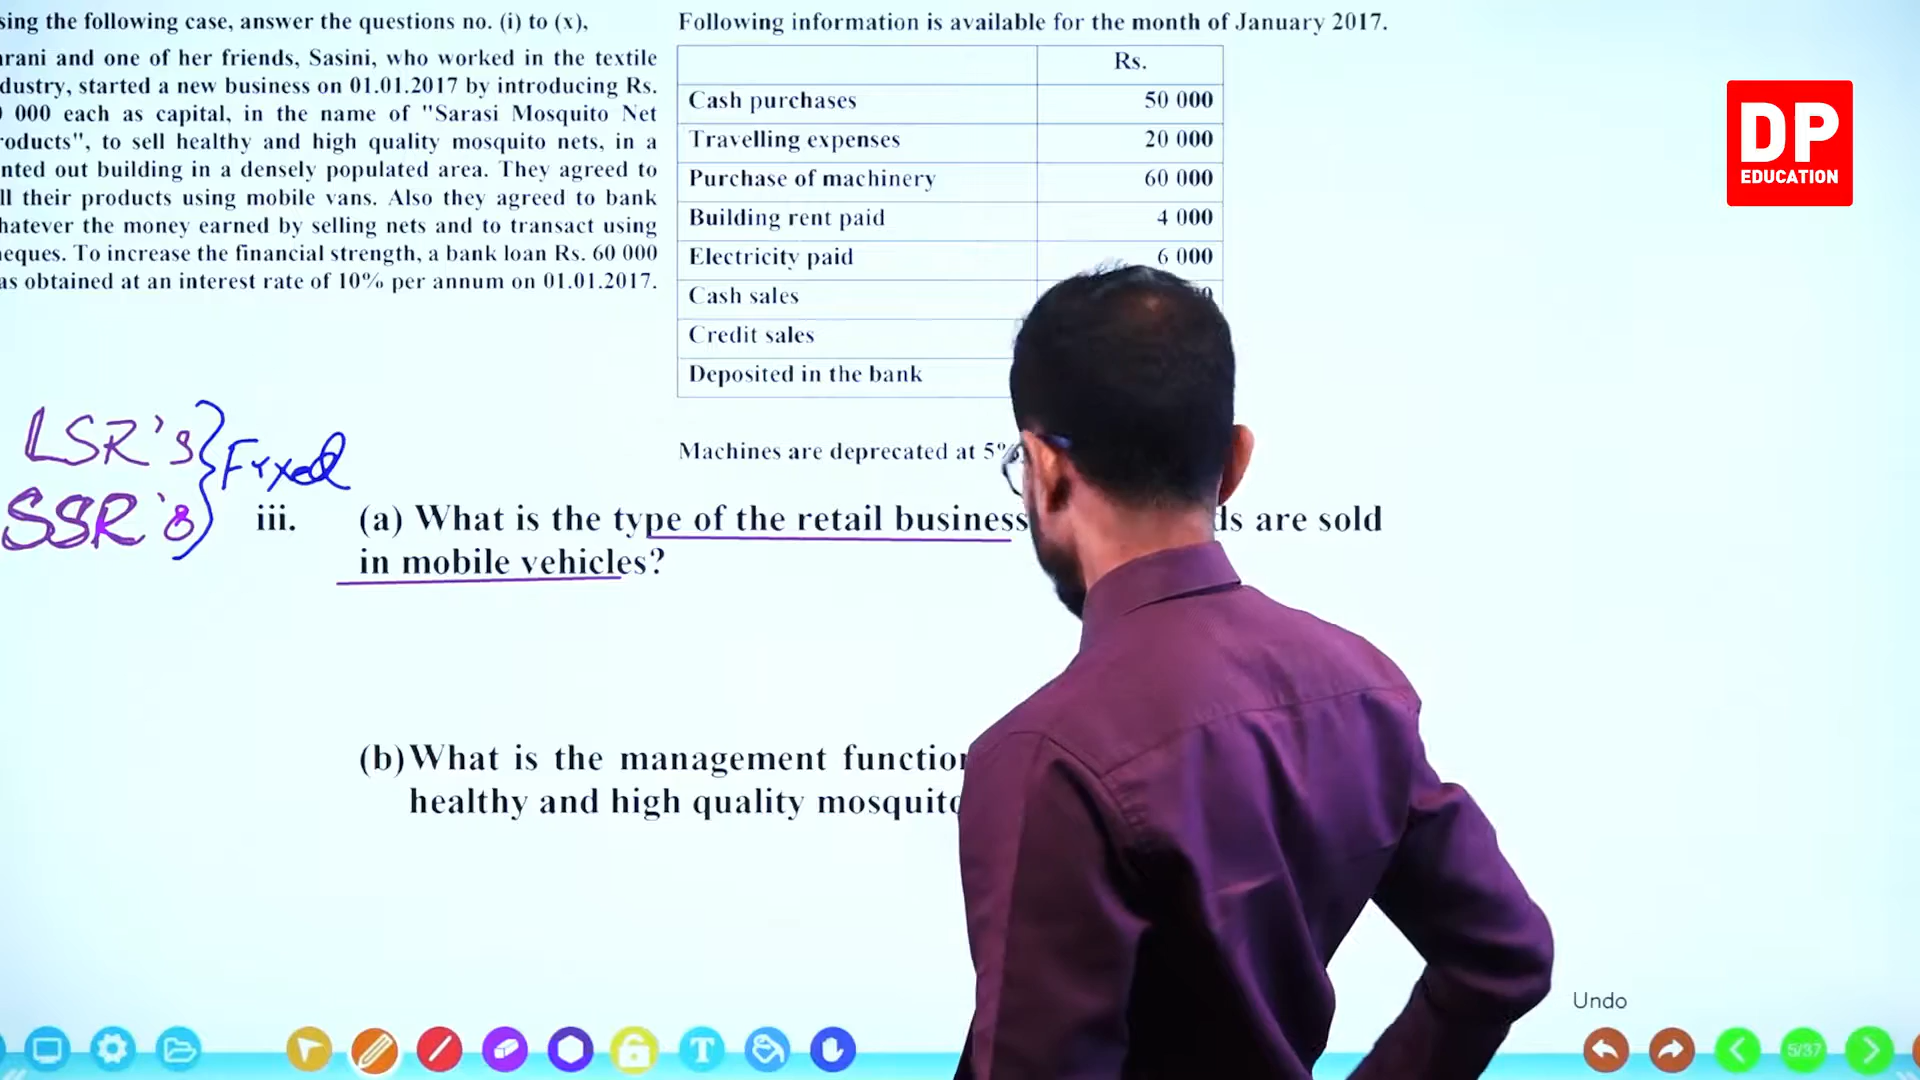 sing the following case, answer the questions no. (i) to (x),
rani and one of her friends, Sasini, who worked in the textile
dustry, started a new business on 01.01.2017 by introducing Rs.
000 each as capital, in the name of "Sarasi Mosquito Net
roducts", to sell healthy and high quality mosquito nets, in a
nted out building in a densely populated area. They agreed to
ll their products using mobile vans. Also they agreed to bank
hatever the money earned by selling nets and to transact using
eques. To increase the financial strength, a bank loan Rs. 60 000
as obtained at an interest rate of 10% per annum on 01.01.2017.
Following information is available for the month of January 2017.
Rs.
Cash purchases 50 000
Travelling expenses 20 000
Purchase of machinery 60 000
Building rent paid 4 000
Electricity paid 6 000
Cash sales
Credit sales
Deposited in the bank
Machines are deprecated at 5%
LSR's
SSR's
Fixed
iii. (a) What is the type of the retail business ds are sold
in mobile vehicles?
(b) What is the management function
healthy and high quality mosquito
DP
EDUCATION
Undo
T
5/37